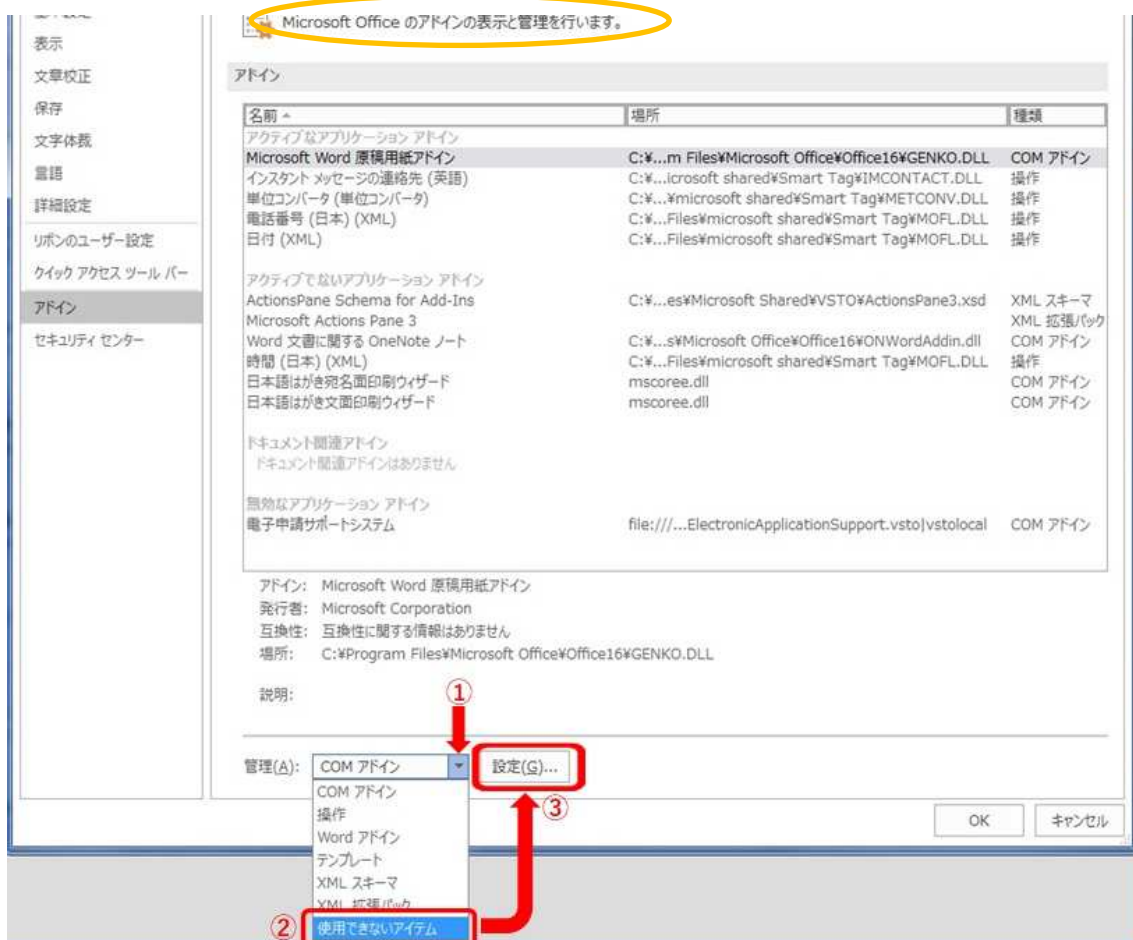 Microsoft Office のアドインの表示と管理を行います。
表示
文章校正
保存
文字体裁
言語
詳細設定
リボンのユーザー設定
クイック アクセス ツール バー
アドイン
セキュリティ センター
アドイン
名前 場所 種類
アクティブなアプリケーション アドイン
Microsoft Word 原稿用紙アドイン C:¥...m Files¥Microsoft Office¥Office16¥GENKO.DLL COM アドイン
インスタント メッセージの連絡先 (英語) C:¥...icrosoft shared¥Smart Tag¥IMCONTACT.DLL 操作
単位コンバータ (単位コンバータ) C:¥...¥microsoft shared¥Smart Tag¥METCONV.DLL 操作
電話番号 (日本) (XML) C:¥...Files¥microsoft shared¥Smart Tag¥MOFL.DLL 操作
日付 (XML) C:¥...Files¥microsoft shared¥Smart Tag¥MOFL.DLL 操作
アクティブでないアプリケーション アドイン
ActionsPane Schema for Add-Ins C:¥...es¥Microsoft Shared¥VSTO¥ActionsPane3.xsd XML スキーマ
Microsoft Actions Pane 3 XML 拡張パック
Word 文書に関する OneNote ノート C:¥...s¥Microsoft Office¥Office16¥ONWordAddin.dll COM アドイン
時間 (日本) (XML) C:¥...Files¥microsoft shared¥Smart Tag¥MOFL.DLL 操作
日本語はがき宛名面印刷ウィザード mscoree.dll COM アドイン
日本語はがき文面印刷ウィザード mscoree.dll COM アドイン
ドキュメント関連アドイン
ドキュメント関連アドインはありません
無効なアプリケーション アドイン
電子申請サポートシステム file:///...ElectronicApplicationSupport.vsto|vstolocal COM アドイン
アドイン: Microsoft Word 原稿用紙アドイン
発行者: Microsoft Corporation
互換性: 互換性に関する情報はありません
場所: C:¥Program Files¥Microsoft Office¥Office16¥GENKO.DLL
説明:
①
管理(A): COM アドイン 設定(G)...
COM アドイン
③
操作
Word アドイン
テンプレート
XML スキーマ
XML 拡張パック
② 使用できないアイテム
OK キャンセル